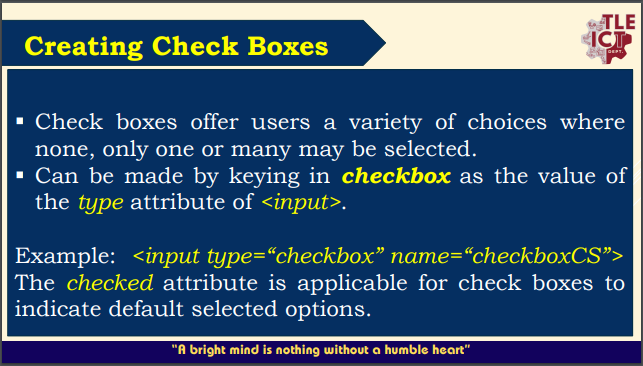 Creating Check Boxes
TLE
ICT
DEPT.
▪ Check boxes offer users a variety of choices where
none, only one or many may be selected.
▪ Can be made by keying in checkbox as the value of
the type attribute of <input>.
Example: <input type=“checkbox” name=“checkboxCS”>
The checked attribute is applicable for check boxes to
indicate default selected options.
“A bright mind is nothing without a humble heart”